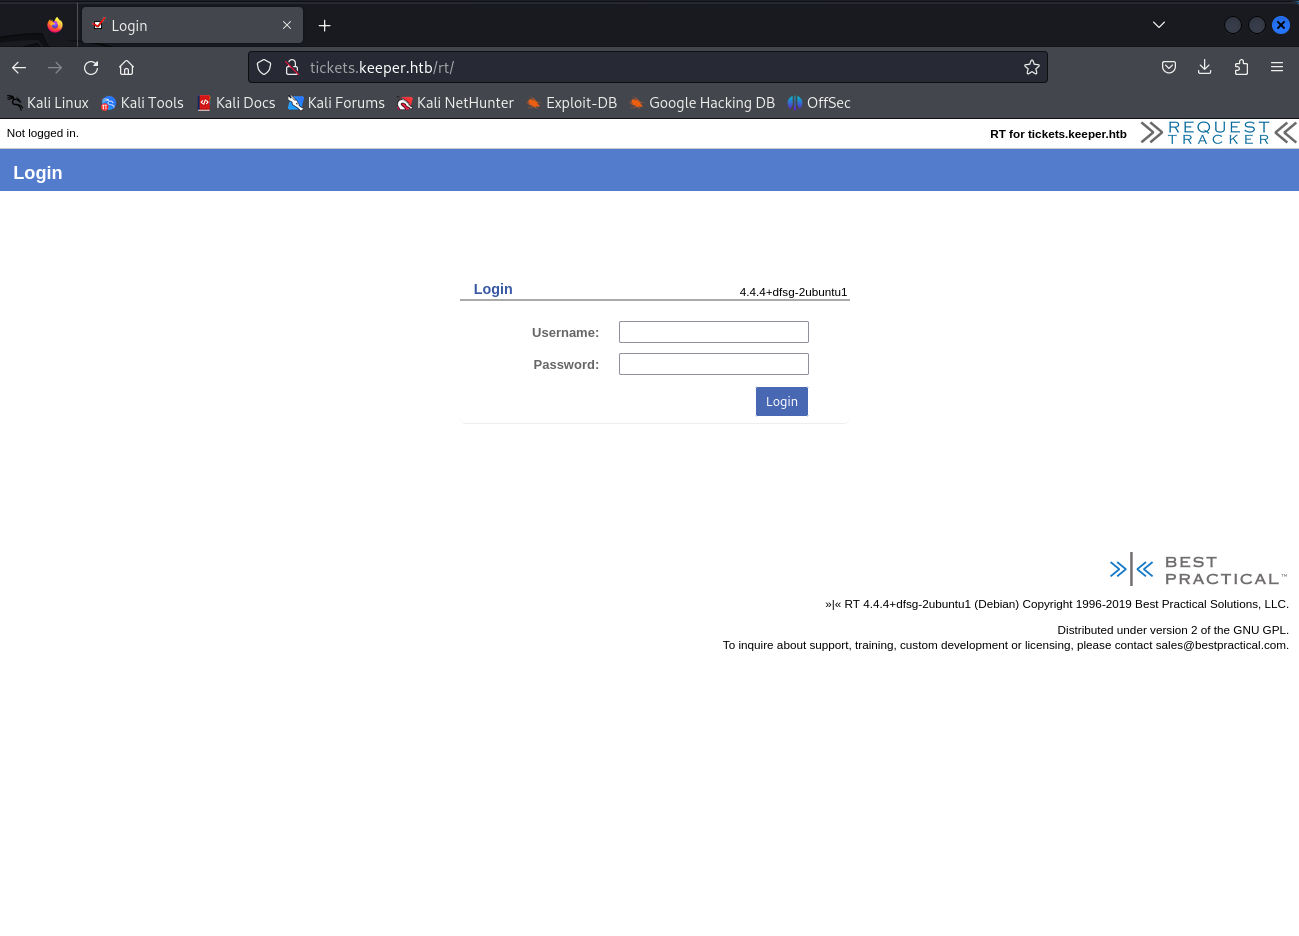 Login
tickets.keeper.htb/rt/
Kali Linux Kali Tools Kali Docs Kali Forums Kali NetHunter Exploit-DB Google Hacking DB OffSec
Not logged in.
RT for tickets.keeper.htb
REQUEST
TRACKER
Login
Login 4.4.4+dfsg-2ubuntu1
Username:
Password:
Login
BEST
PRACTICAL™
»|« RT 4.4.4+dfsg-2ubuntu1 (Debian) Copyright 1996-2019 Best Practical Solutions, LLC.
Distributed under version 2 of the GNU GPL.
To inquire about support, training, custom development or licensing, please contact sales@bestpractical.com.